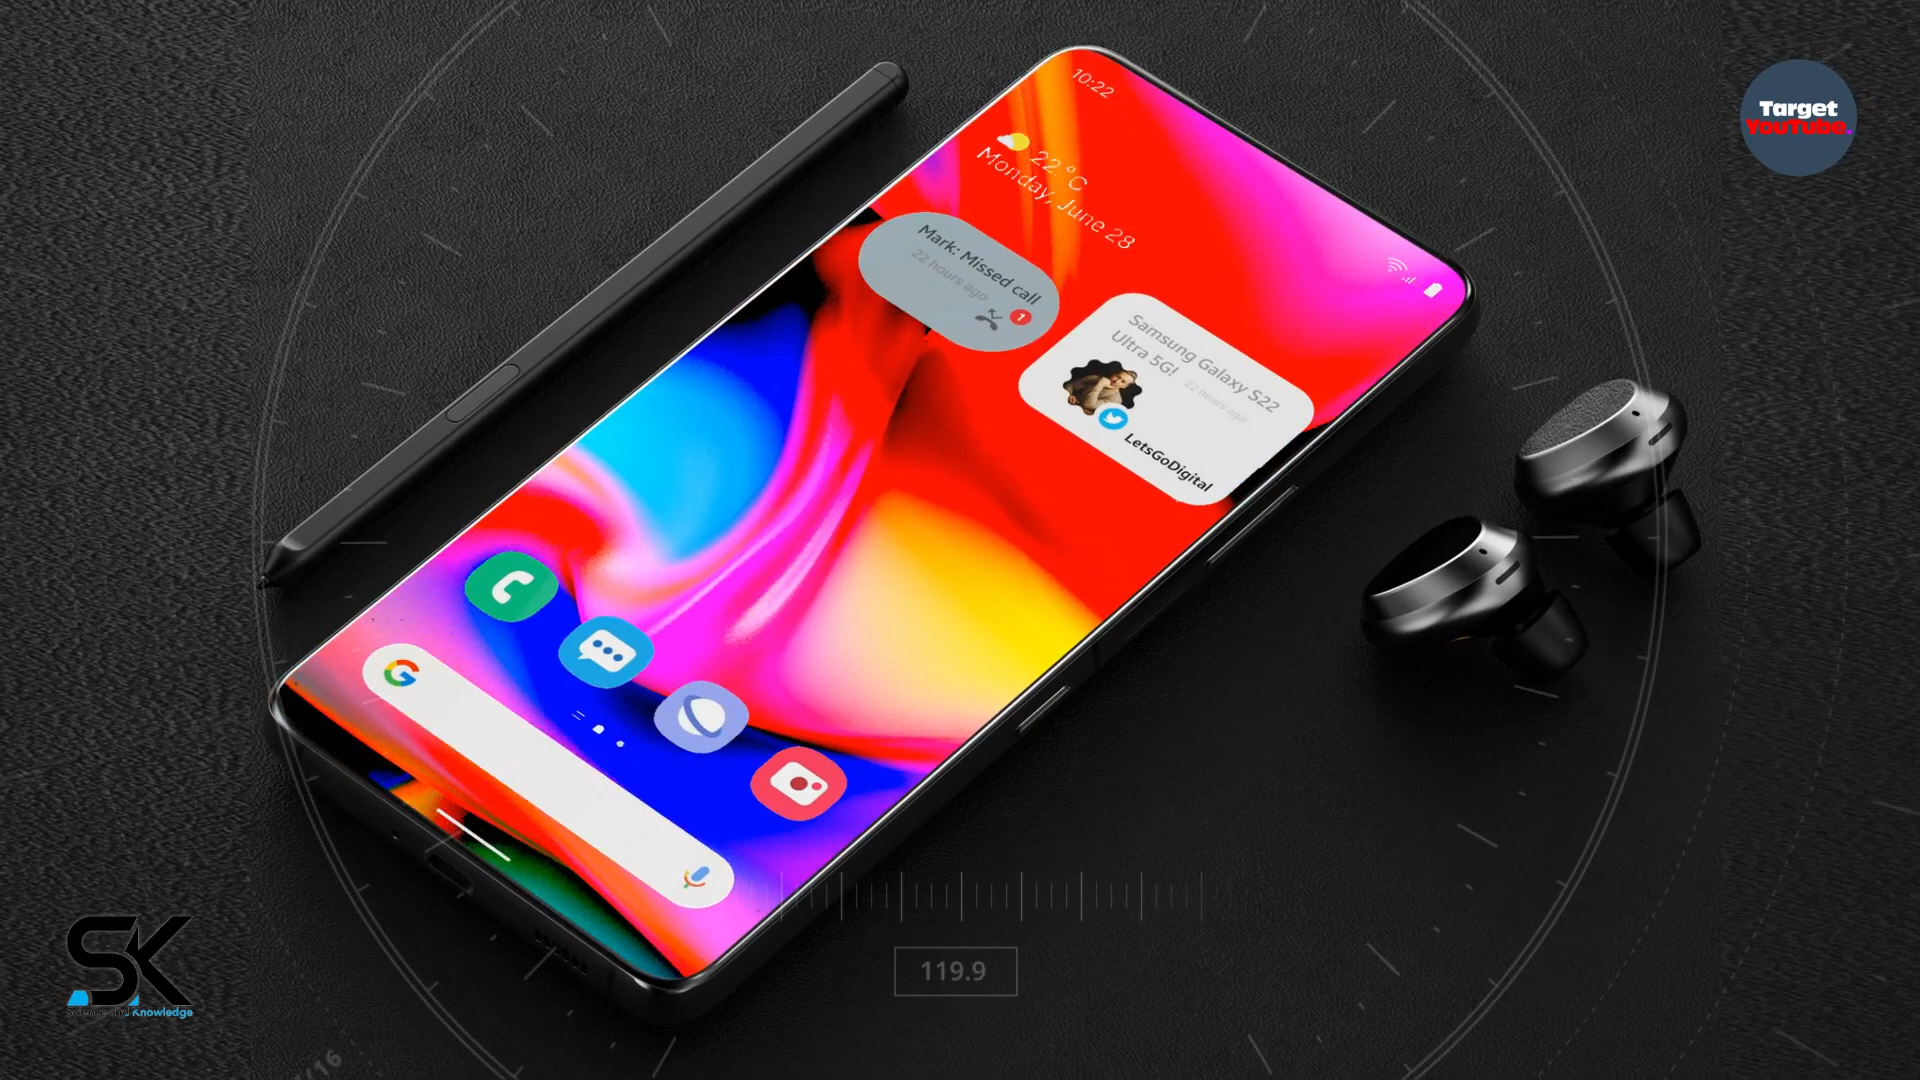 10:22
22 °C
Monday, June 28
Mark: Missed call
22 hours ago
1
Samsung Galaxy S22
Ultra 5G!
22 hours ago
LetsGoDigital
Target
YouTube.
119.9
SK
Science and Knowledge